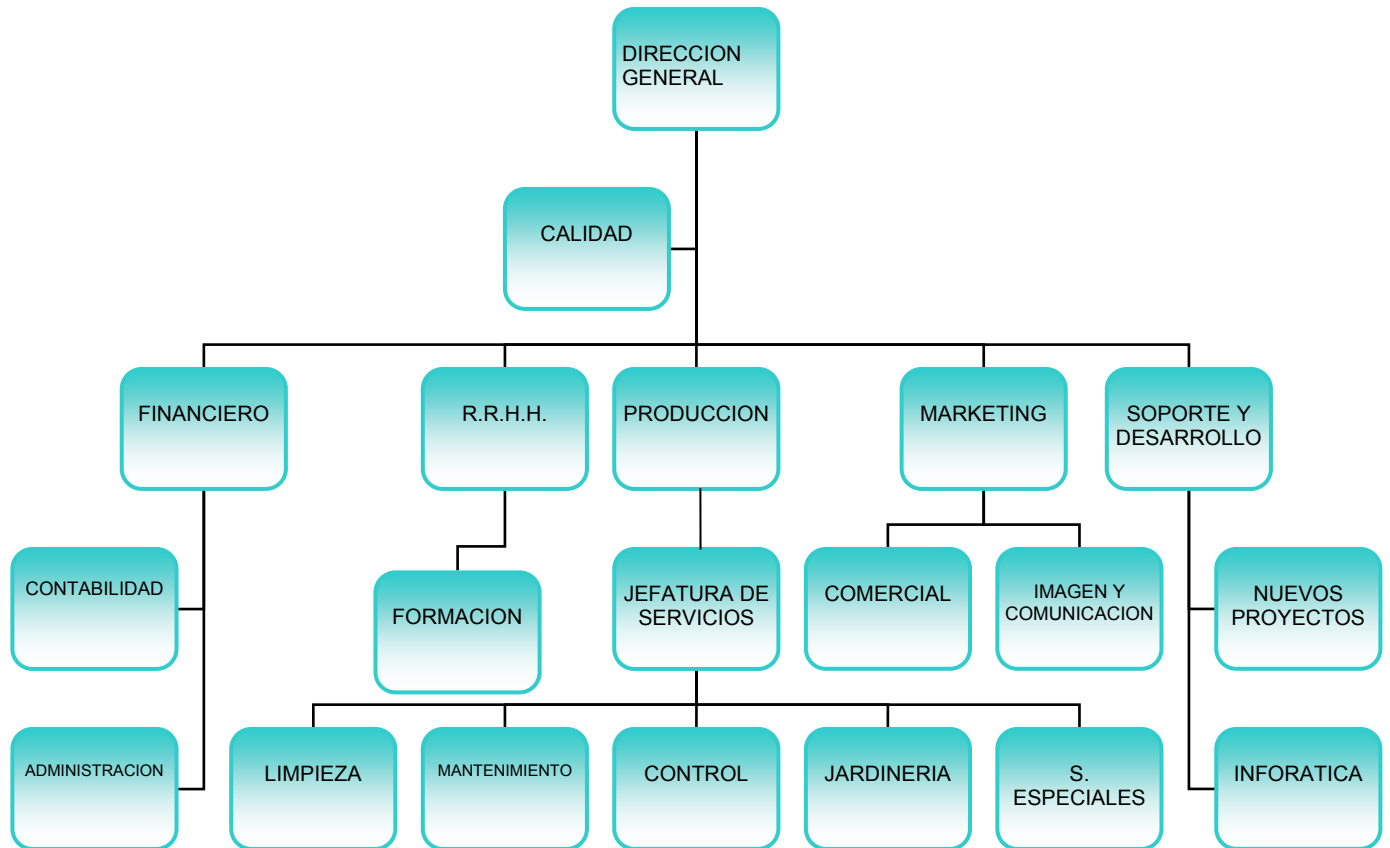 DIRECCION
GENERAL
CALIDAD
FINANCIERO
R.R.H.H.
PRODUCCION
MARKETING
SOPORTE Y
DESARROLLO
CONTABILIDAD
FORMACION
JEFATURA DE
SERVICIOS
COMERCIAL
IMAGEN Y
COMUNICACION
NUEVOS
PROYECTOS
ADMINISTRACION
LIMPIEZA
MANTENIMIENTO
CONTROL
JARDINERIA
S.
ESPECIALES
INFORATICA